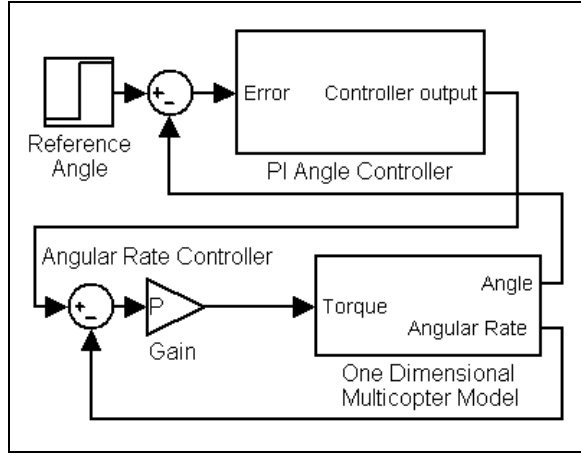 +
-
Error
Controller output
Reference
Angle
PI Angle Controller
Angular Rate Controller
+
-
P
Gain
Torque
Angle
Angular Rate
One Dimensional
Multicopter Model